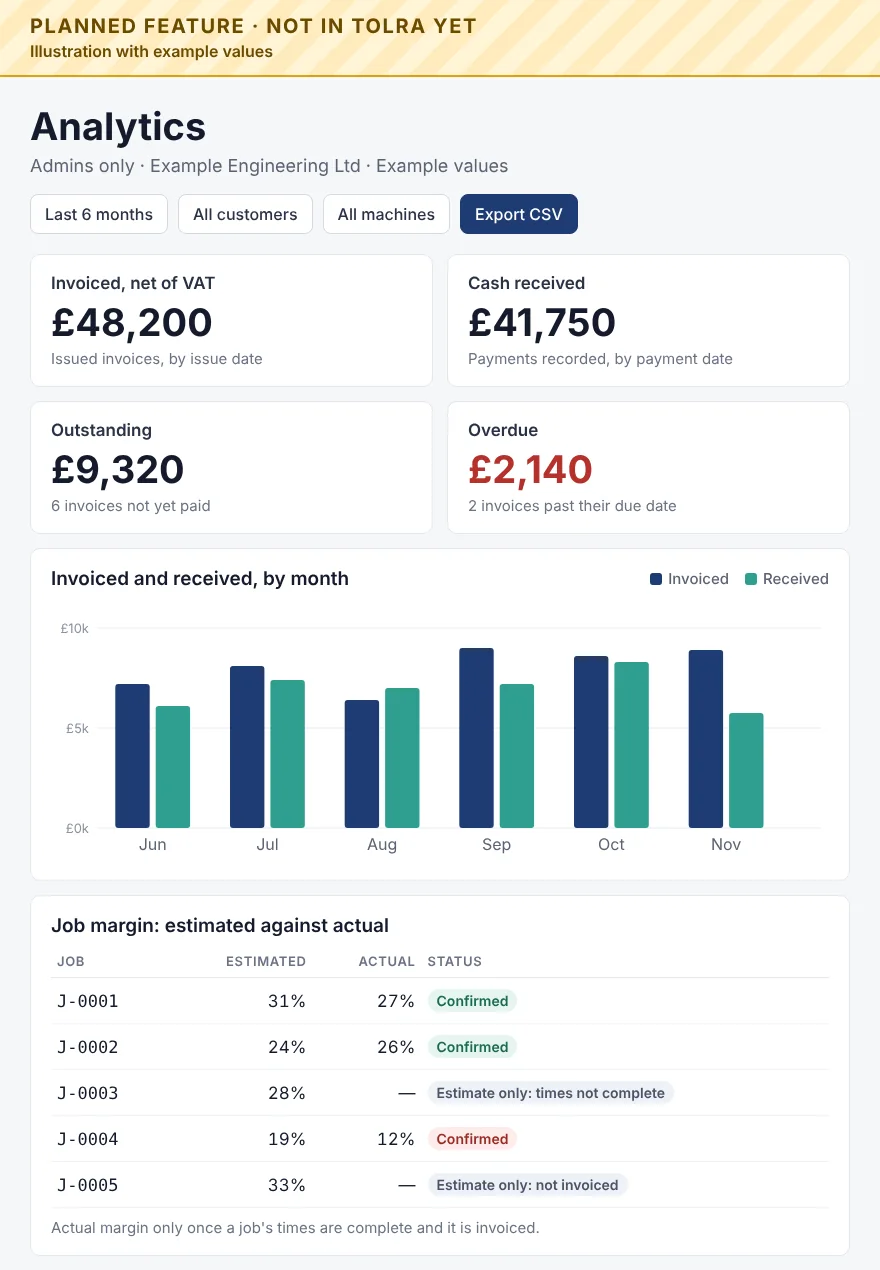 PLANNED FEATURE · NOT IN TOLRA YET
Illustration with example values
Analytics
Admins only · Example Engineering Ltd · Example values
Last 6 months
All customers
All machines
Export CSV
Invoiced, net of VAT
£48,200
Issued invoices, by issue date
Cash received
£41,750
Payments recorded, by payment date
Outstanding
£9,320
6 invoices not yet paid
Overdue
£2,140
2 invoices past their due date
Invoiced and received, by month
Invoiced
Received
£10k
£5k
£0k
Jun Jul Aug Sep Oct Nov
Job margin: estimated against actual
JOB ESTIMATED ACTUAL STATUS
J-0001 31% 27% Confirmed
J-0002 24% 26% Confirmed
J-0003 28% — Estimate only: times not complete
J-0004 19% 12% Confirmed
J-0005 33% — Estimate only: not invoiced
Actual margin only once a job's times are complete and it is invoiced.